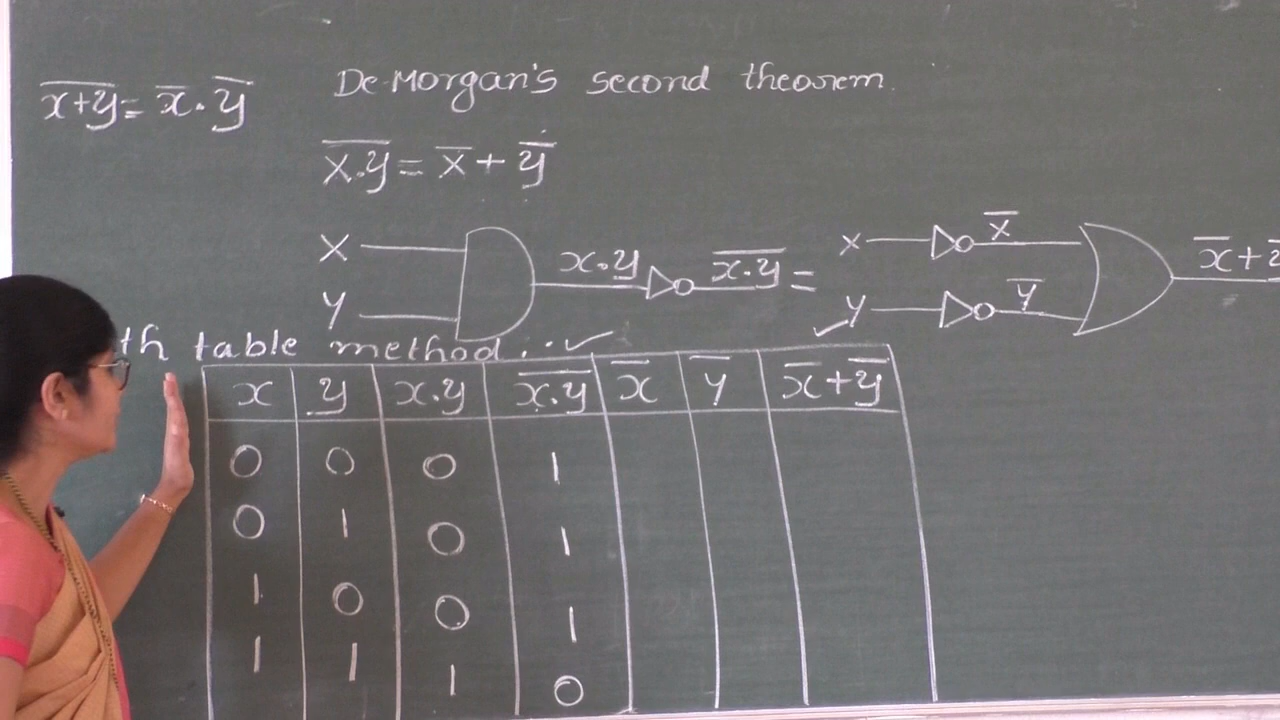 De-Morgan's second theorem.
x̅+̅y̅ = x̅ . y̅
X̅.̅y̅ = x̅ + y̅
X x.y x̅.̅y̅ = x x̅ x̅ +
Y y y̅
th table method . . ✓ ✓
x y x.y x̅.̅y̅ x̅ y̅ x̅ + y̅
0 0 0 1
0 1 0 1
1 0 0 1
1 1 1 0